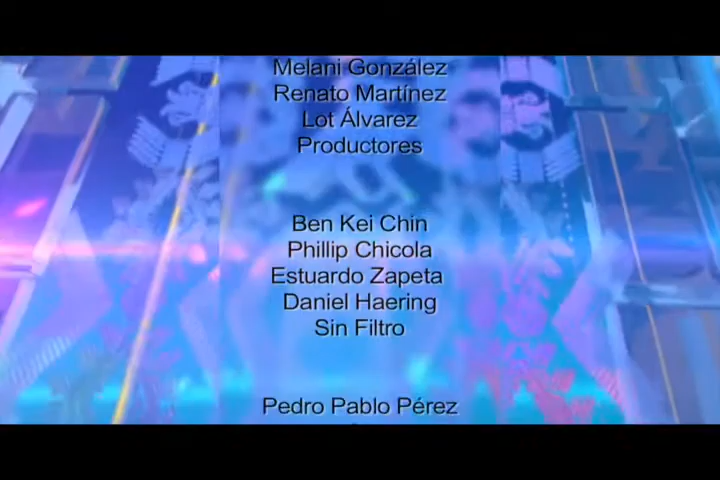 Melani González
Renato Martínez
Lot Álvarez
Productores
Ben Kei Chin
Phillip Chicola
Estuardo Zapeta
Daniel Haering
Sin Filtro
Pedro Pablo Pérez